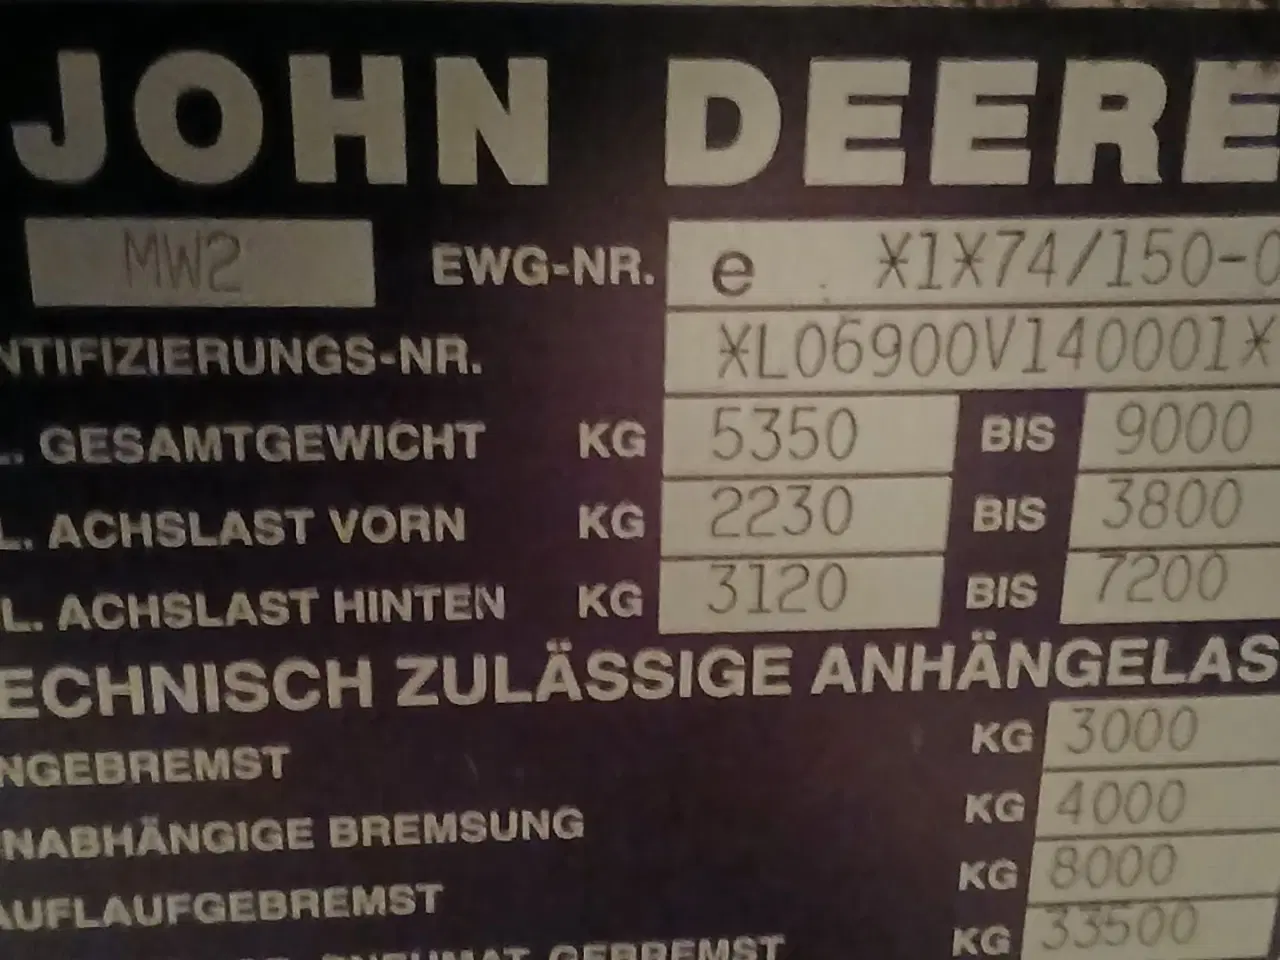 JOHN DEERE
MW2 EWG-NR. e *1*74/150-0
NTIFIZIERUNGS-NR. *L06900V140001*
L. GESAMTGEWICHT KG 5350 BIS 9000
L. ACHSLAST VORN KG 2230 BIS 3800
L. ACHSLAST HINTEN KG 3120 BIS 7200
ECHNISCH ZULÄSSIGE ANHÄNGELAS
NGEBREMST KG 3000
NABHÄNGIGE BREMSUNG KG 4000
AUFLAUFGEBREMST KG 8000
PNEUMAT. GEBREMST KG 33500